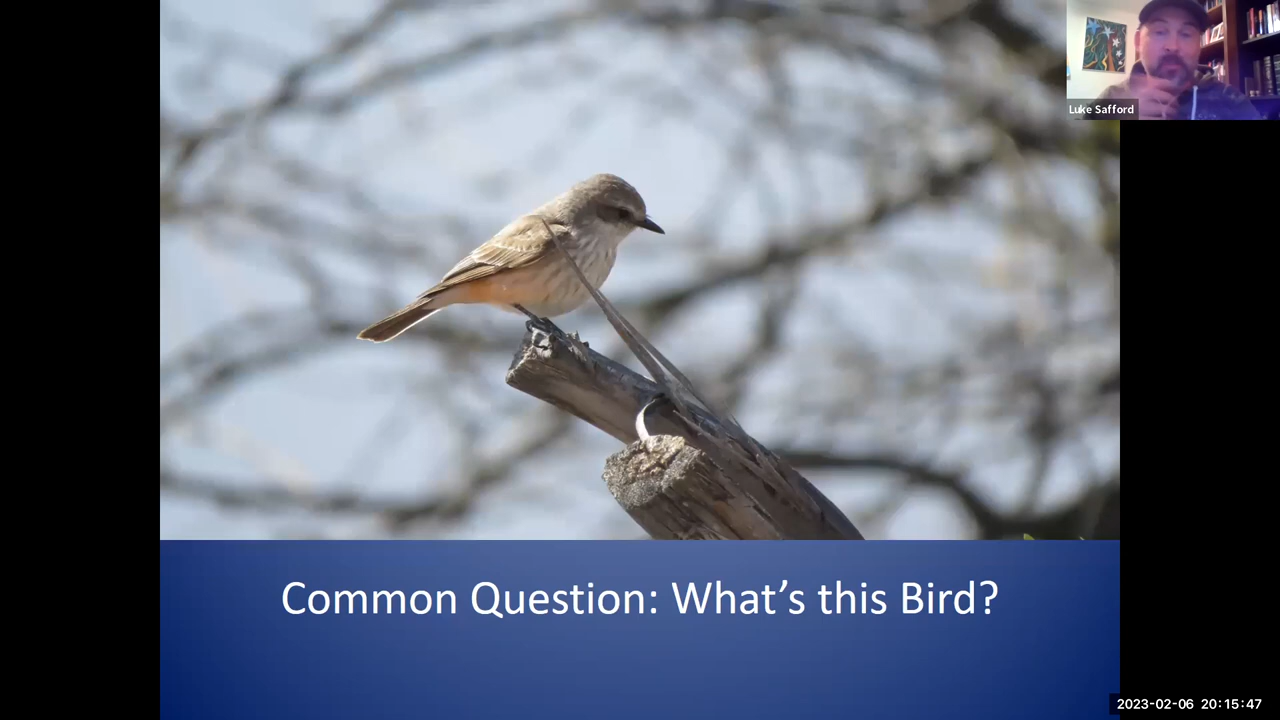 Luke Safford
Common Question: What’s this Bird?
2023-02-06 20:15:47